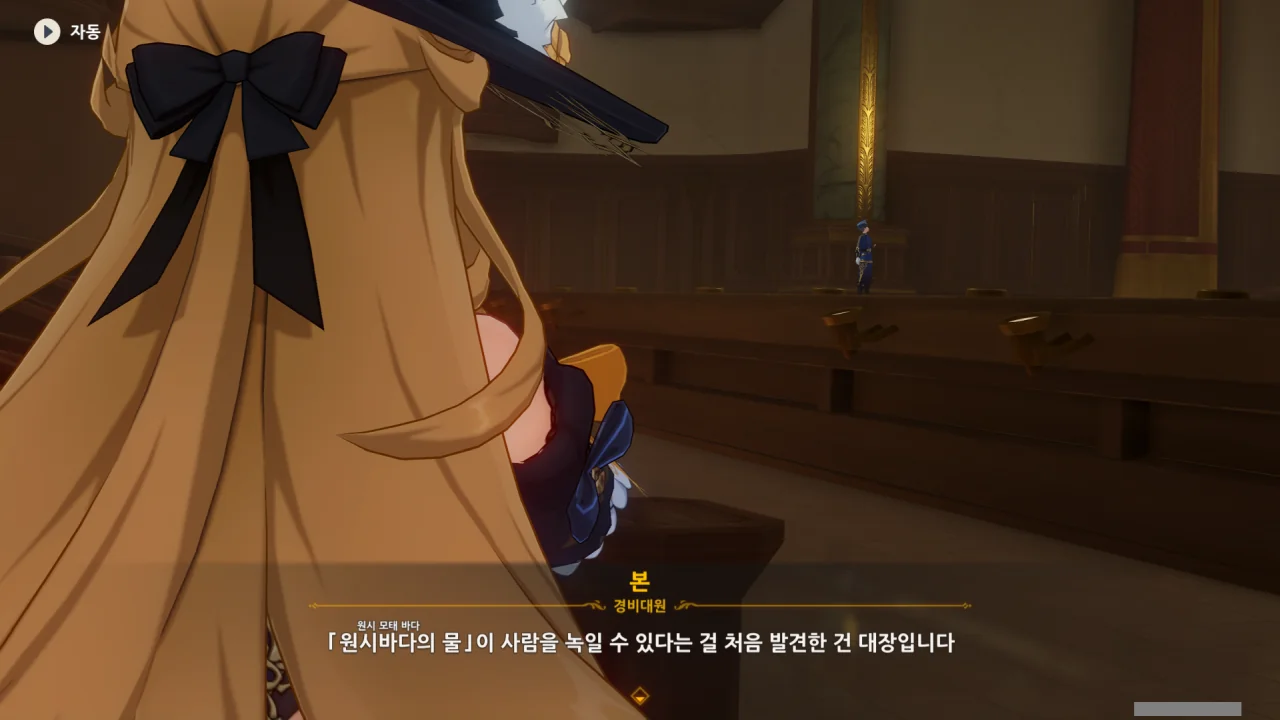 자동
본
경비대원
원시 모태 바다
「원시바다의 물」이 사람을 녹일 수 있다는 걸 처음 발견한 건 대장입니다